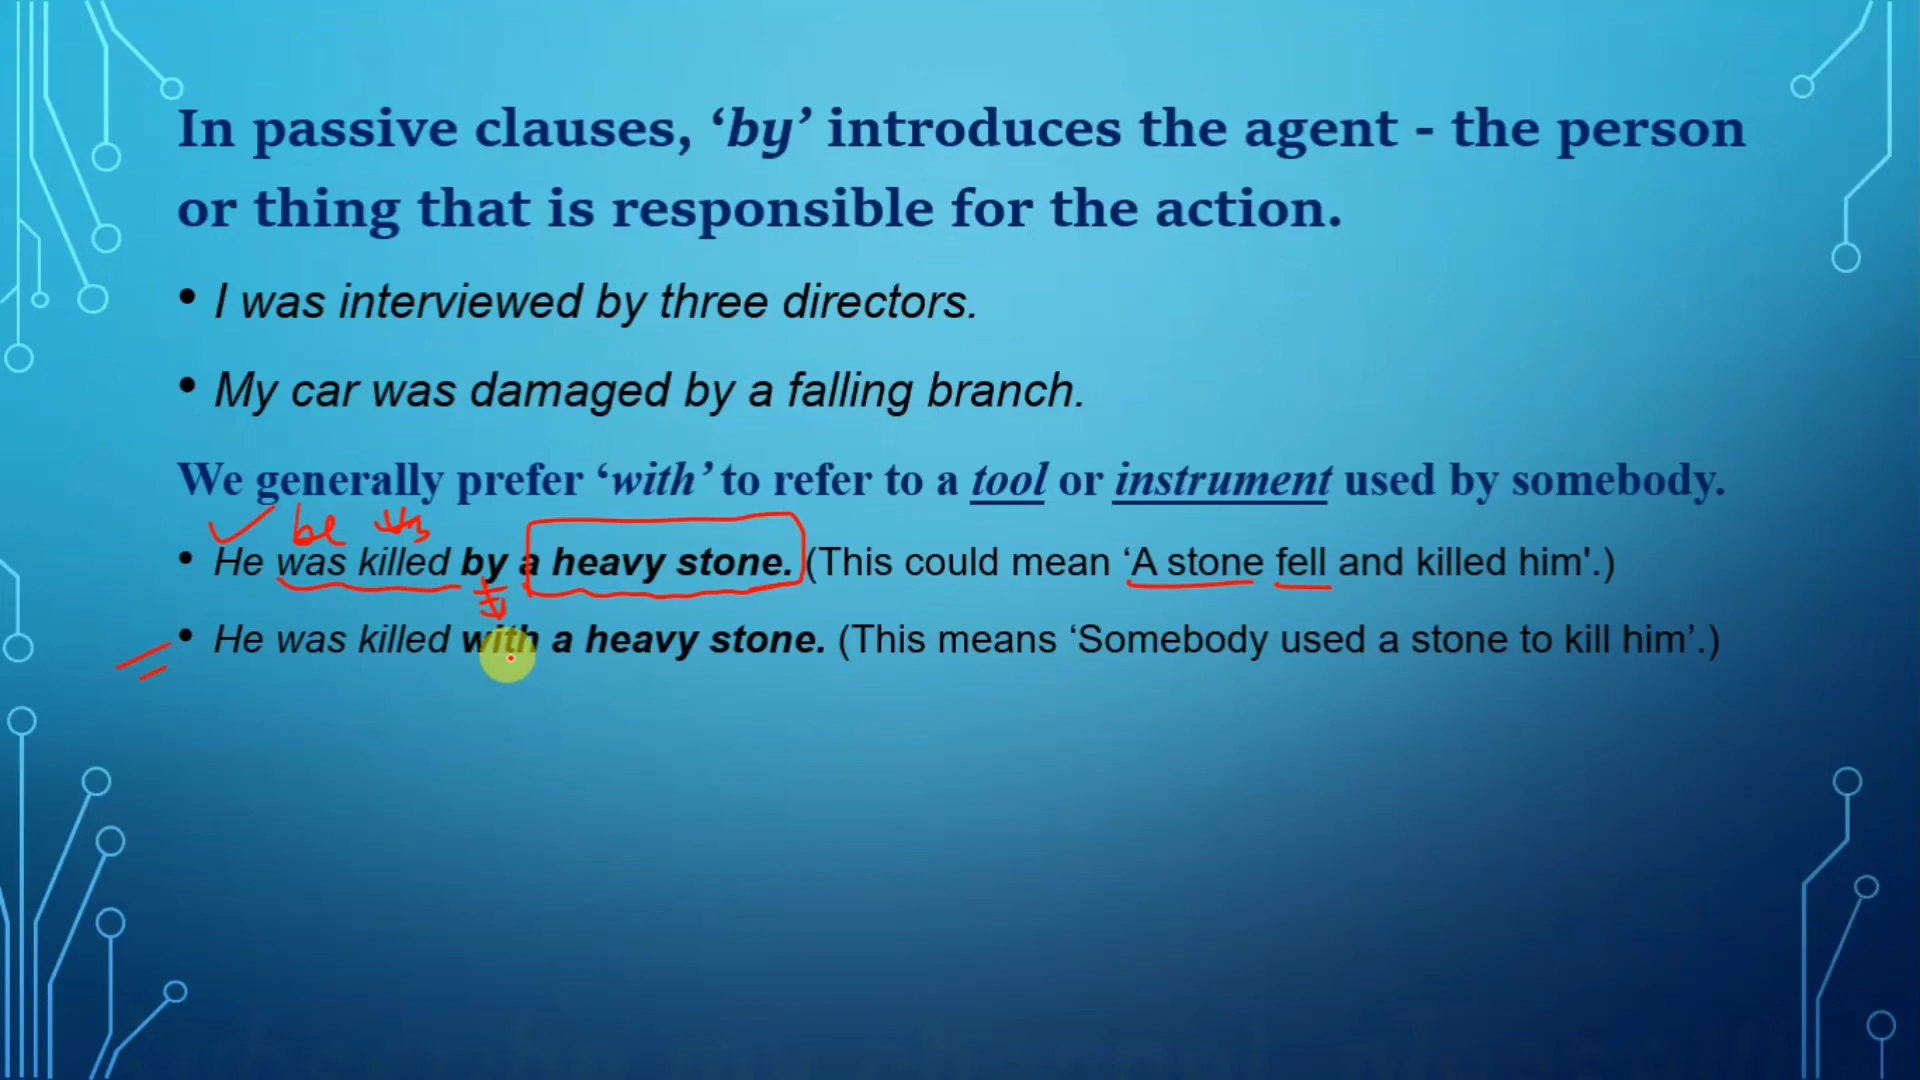 In passive clauses, ‘by’ introduces the agent - the person
or thing that is responsible for the action.
• I was interviewed by three directors.
• My car was damaged by a falling branch.
We generally prefer ‘with’ to refer to a tool or instrument used by somebody.
be
• He was killed by a heavy stone. (This could mean ‘A stone fell and killed him'.)
• He was killed with a heavy stone. (This means ‘Somebody used a stone to kill him’.)